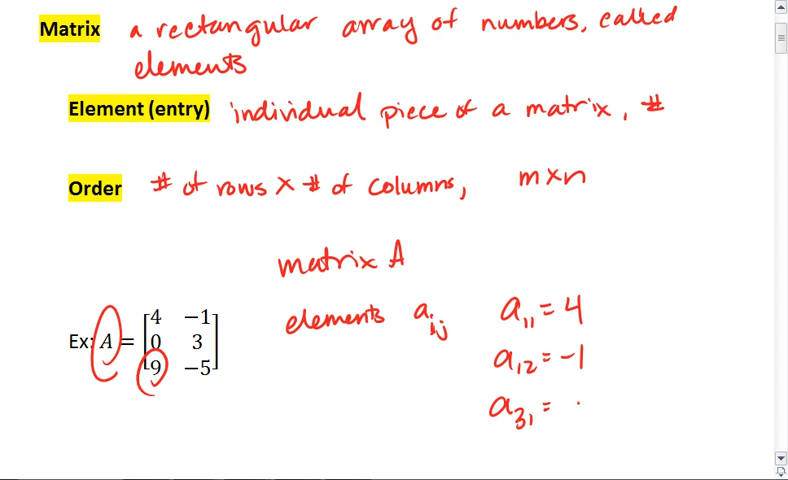 Matrix a rectangular array of numbers, called
elements
Element (entry) individual piece of a matrix, #
Order # of rows × # of columns, m×n
matrix A
elements aᵢⱼ a₁₁ = 4
Ex: A = [4 −1
0 3
9 −5]
a₁₂ = −1
a₃₁ =